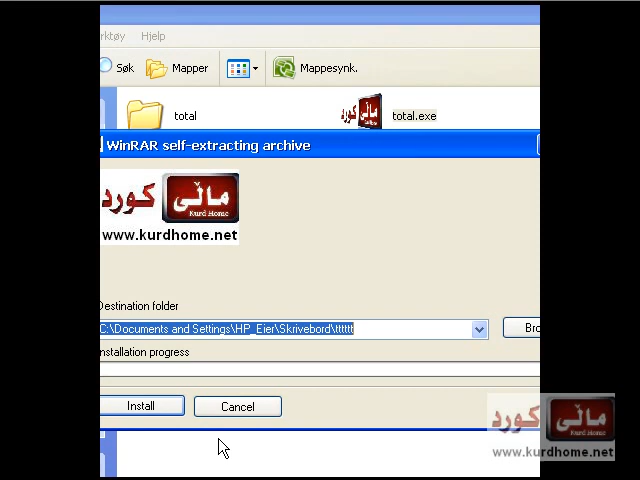 rktøy Hjelp
Søk Mapper Mappesynk.
total total.exe
WinRAR self-extracting archive
ماڵی کورد
Kurd Home
www.kurdhome.net
Destination folder
C:\Documents and Settings\HP_Eier\Skrivebord\tttttt
Bro
nstallation progress
Install Cancel
ماڵی کورد
Kurd Home
www.kurdhome.net